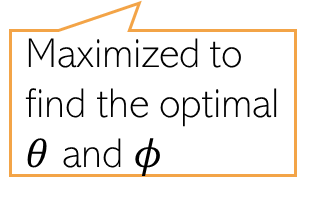 Maximized to
find the optimal
θ and ϕ